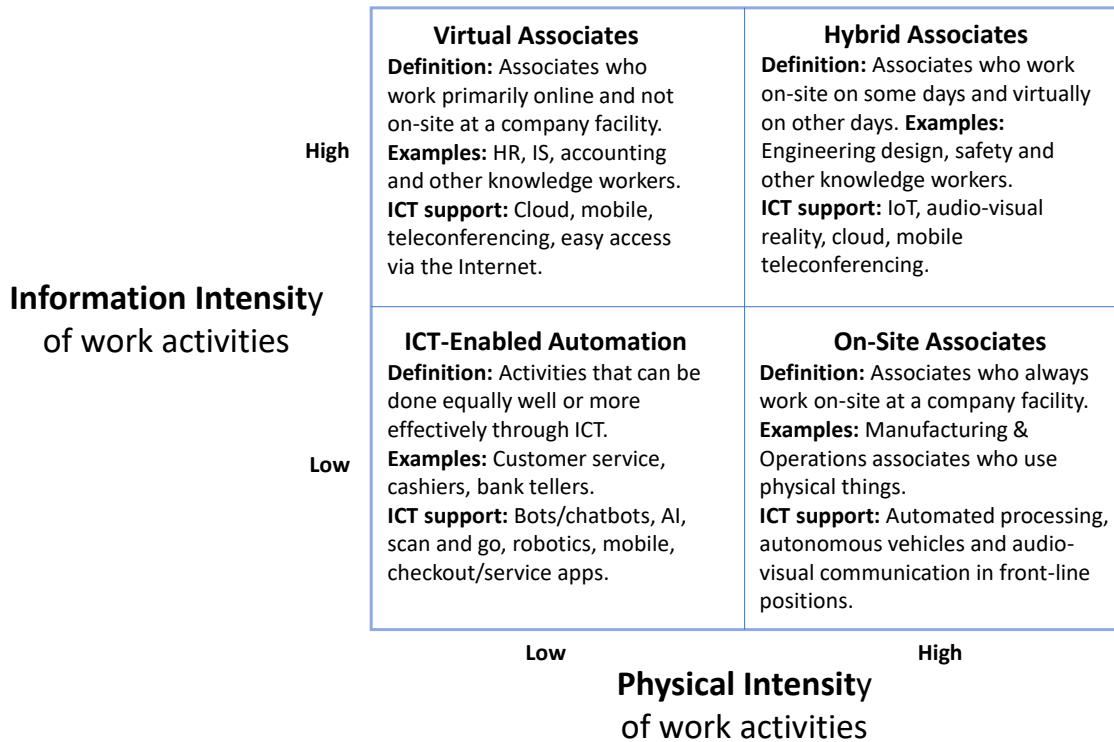 Virtual Associates
Definition: Associates who
work primarily online and not
on-site at a company facility.
Examples: HR, IS, accounting
and other knowledge workers.
ICT support: Cloud, mobile,
teleconferencing, easy access
via the Internet.
Hybrid Associates
Definition: Associates who work
on-site on some days and virtually
on other days. Examples:
Engineering design, safety and
other knowledge workers.
ICT support: IoT, audio-visual
reality, cloud, mobile
teleconferencing.
High
Information Intensity
of work activities
ICT-Enabled Automation
Definition: Activities that can be
done equally well or more
effectively through ICT.
Examples: Customer service,
cashiers, bank tellers.
ICT support: Bots/chatbots, AI,
scan and go, robotics, mobile,
checkout/service apps.
On-Site Associates
Definition: Associates who always
work on-site at a company facility.
Examples: Manufacturing &
Operations associates who use
physical things.
ICT support: Automated processing,
autonomous vehicles and audio-
visual communication in front-line
positions.
Low
Low
High
Physical Intensity
of work activities